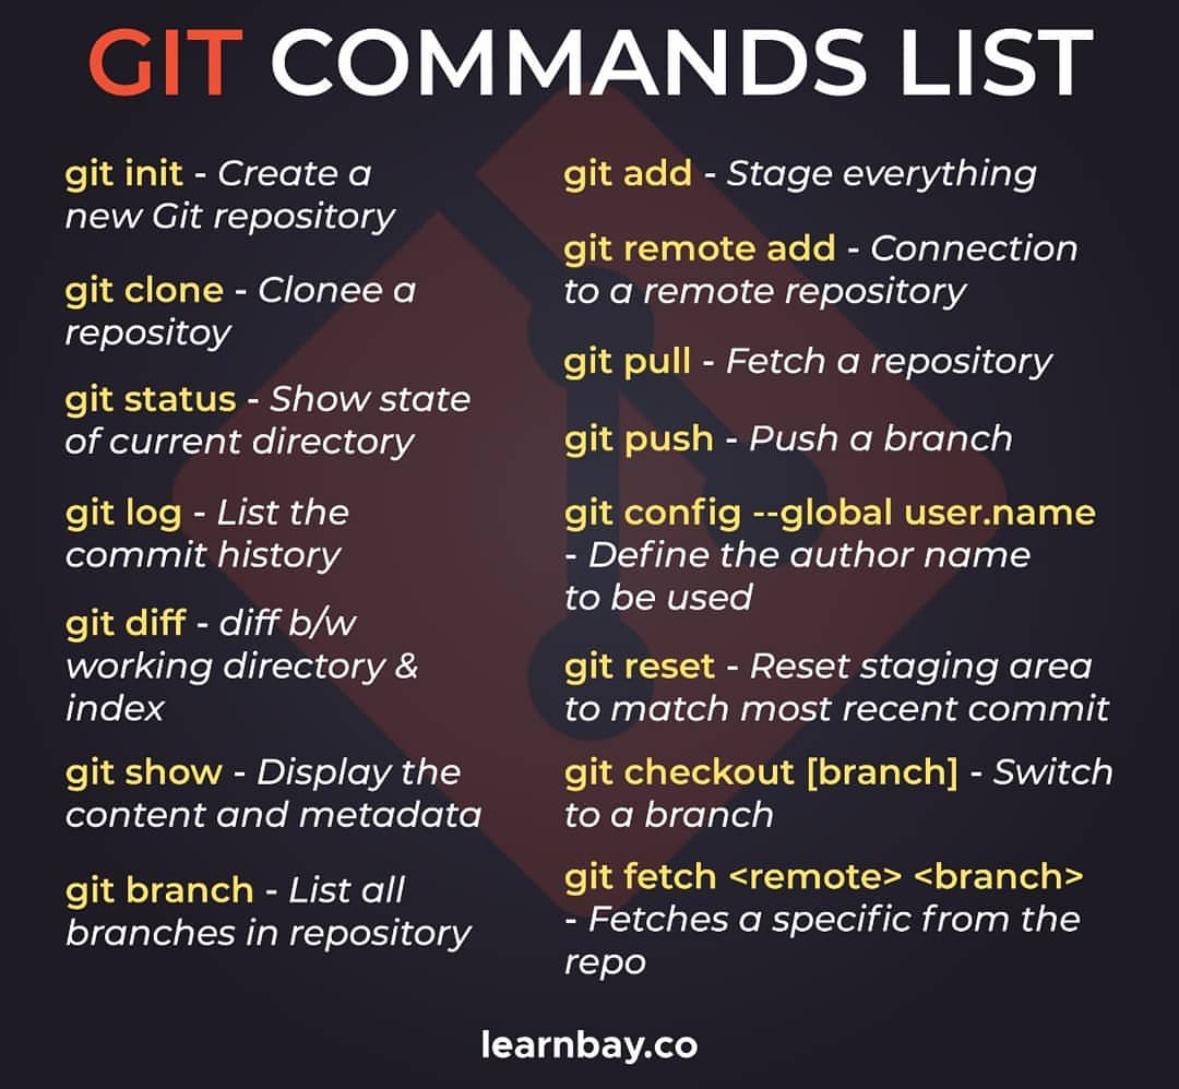 GIT COMMANDS LIST
git init - Create a
new Git repository
git clone - Clonee a
repositoy
git status - Show state
of current directory
git log - List the
commit history
git diff - diff b/w
working directory &
index
git show - Display the
content and metadata
git branch - List all
branches in repository
git add - Stage everything
git remote add - Connection
to a remote repository
git pull - Fetch a repository
git push - Push a branch
git config --global user.name
- Define the author name
to be used
git reset - Reset staging area
to match most recent commit
git checkout [branch] - Switch
to a branch
git fetch <remote> <branch>
- Fetches a specific from the
repo
learnbay.co